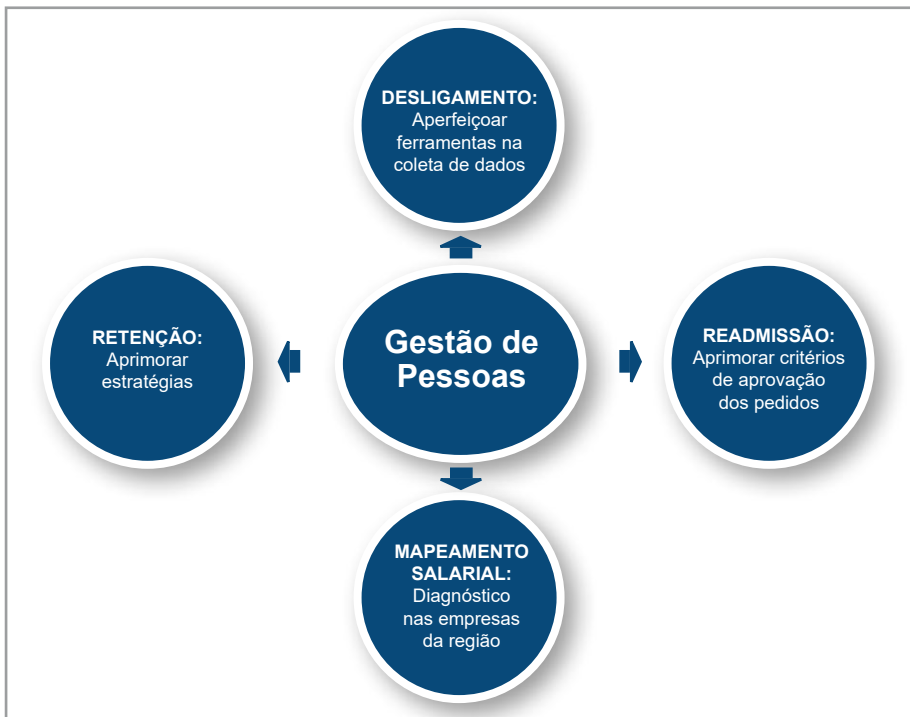 DESLIGAMENTO:
Aperfeiçoar
ferramentas na
coleta de dados
RETENÇÃO:
Aprimorar
estratégias
Gestão de
Pessoas
READMISSÃO:
Aprimorar critérios
de aprovação
dos pedidos
MAPEAMENTO
SALARIAL:
Diagnóstico
nas empresas
da região